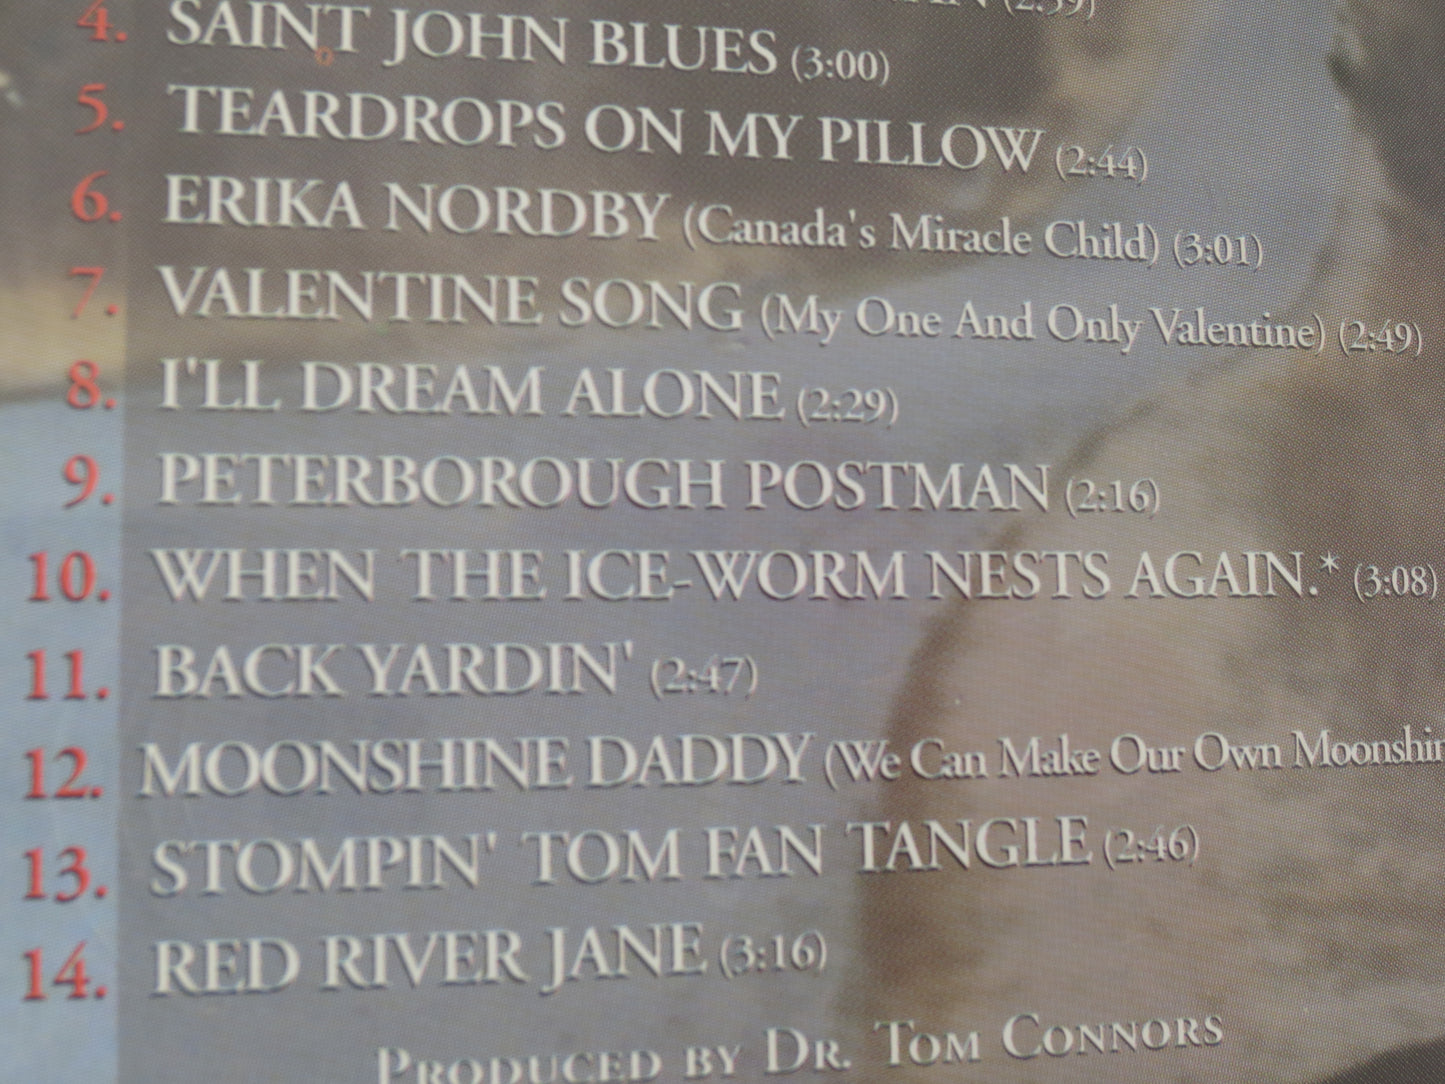 (2:59)
4. SAINT JOHN BLUES (3:00)
5. TEARDROPS ON MY PILLOW (2:44)
6. ERIKA NORDBY (Canada's Miracle Child) (3:01)
7. VALENTINE SONG (My One And Only Valentine) (2:49)
8. I'LL DREAM ALONE (2:29)
9. PETERBOROUGH POSTMAN (2:16)
10. WHEN THE ICE-WORM NESTS AGAIN.* (3:08)
11. BACK YARDIN' (2:47)
12. MOONSHINE DADDY (We Can Make Our Own Moonshin
13. STOMPIN' TOM FAN TANGLE (2:46)
14. RED RIVER JANE (3:16)
PRODUCED BY DR. TOM CONNORS